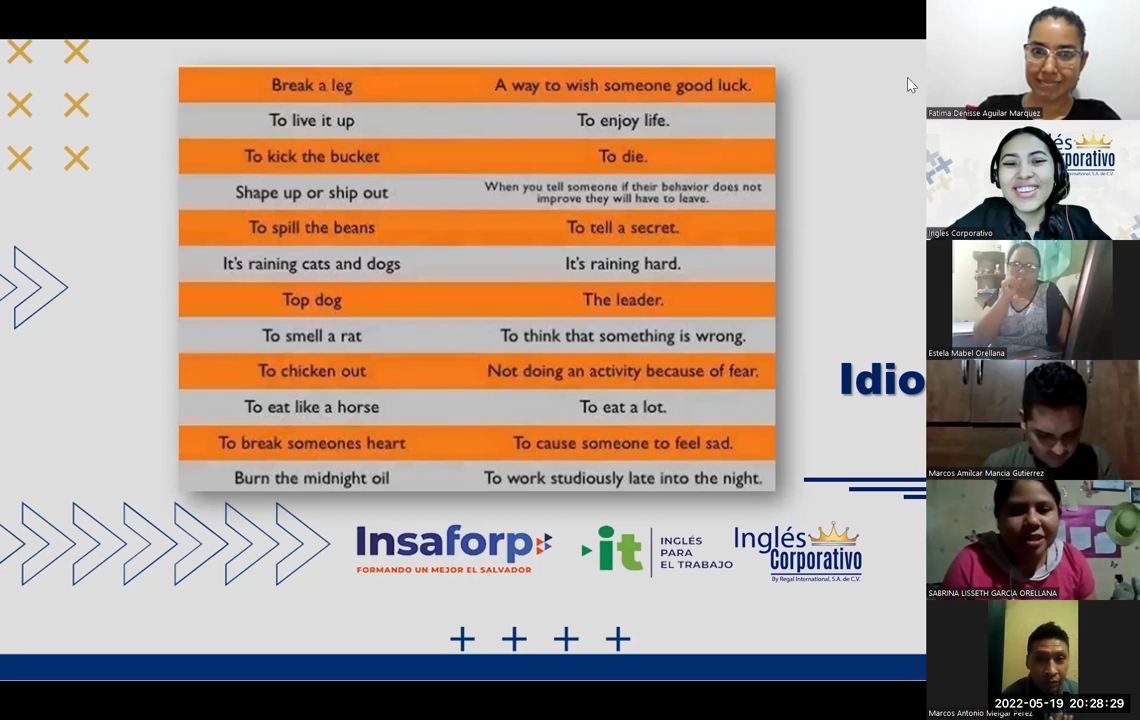 Break a leg A way to wish someone good luck.
To live it up To enjoy life.
To kick the bucket To die.
Shape up or ship out When you tell someone if their behavior does not
improve they will have to leave.
To spill the beans To tell a secret.
It's raining cats and dogs It's raining hard.
Top dog The leader.
To smell a rat To think that something is wrong.
To chicken out Not doing an activity because of fear.
To eat like a horse To eat a lot.
To break someones heart To cause someone to feel sad.
Burn the midnight oil To work studiously late into the night.
Idio
Insaforp
FORMANDO UN MEJOR EL SALVADOR
it
INGLÉS
PARA
EL TRABAJO
Inglés
Corporativo
By Regal International, S.A. de C.V.
Fatima Denisse Aguilar Marquez
lés
rporativo
International, S.A. de C.V.
Ingles Corporativo
Estela Mabel Orellana
Marcos Amilcar Mancia Gutierrez
SABRINA LISSETH GARCIA ORELLANA
2022-05-19 20:28:29
Marcos Antonio Melgar Perez